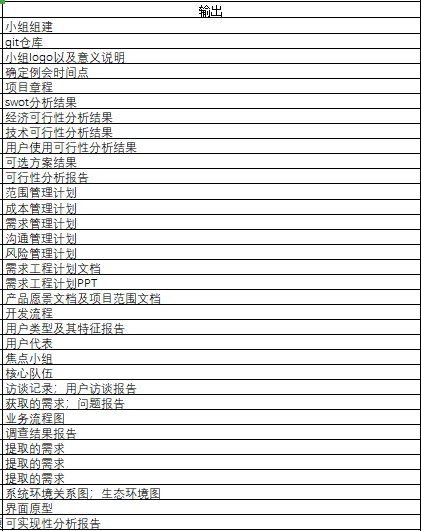 输出
小组组建
git仓库
小组logo以及意义说明
确定例会时间点
项目章程
swot分析结果
经济可行性分析结果
技术可行性分析结果
用户使用可行性分析结果
可选方案结果
可行性分析报告
范围管理计划
成本管理计划
需求管理计划
沟通管理计划
风险管理计划
需求工程计划文档
需求工程计划PPT
产品愿景文档及项目范围文档
开发流程
用户类型及其特征报告
用户代表
焦点小组
核心队伍
访谈记录；用户访谈报告
获取的需求；问题报告
业务流程图
调查结果报告
提取的需求
提取的需求
提取的需求
系统环境关系图；生态环境图
界面原型
可实现性分析报告